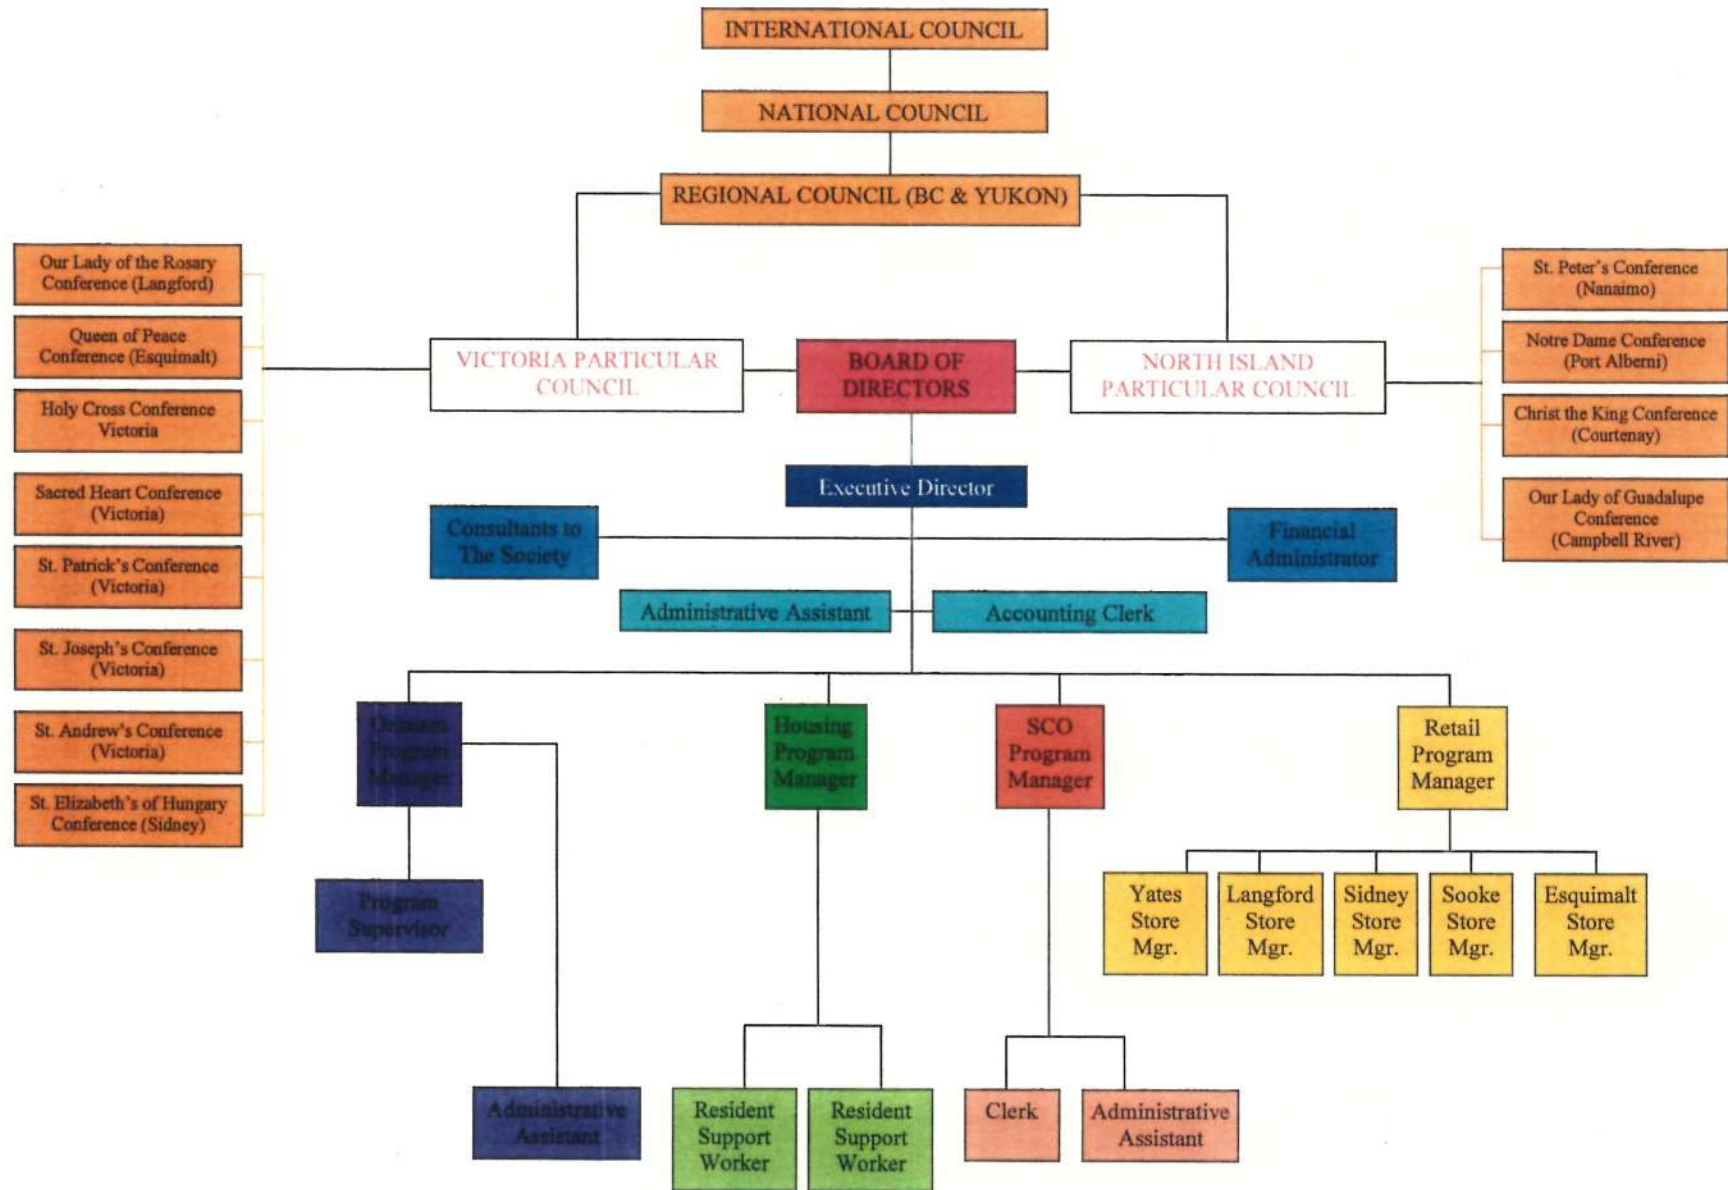 INTERNATIONAL COUNCIL
NATIONAL COUNCIL
REGIONAL COUNCIL (BC & YUKON)
Our Lady of the Rosary
Conference (Langford)
Queen of Peace
Conference (Esquimalt)
Holy Cross Conference
Victoria
Sacred Heart Conference
(Victoria)
St. Patrick's Conference
(Victoria)
St. Joseph's Conference
(Victoria)
St. Andrew's Conference
(Victoria)
St. Elizabeth's of Hungary
Conference (Sidney)
VICTORIA PARTICULAR
COUNCIL
BOARD OF
DIRECTORS
NORTH ISLAND
PARTICULAR COUNCIL
St. Peter's Conference
(Nanaimo)
Notre Dame Conference
(Port Alberni)
Christ the King Conference
(Courtenay)
Our Lady of Guadalupe
Conference
(Campbell River)
Executive Director
Consultants to
The Society
Financial
Administrator
Administrative Assistant
Accounting Clerk
Ozanam
Program
Manager
Housing
Program
Manager
SCO
Program
Manager
Retail
Program
Manager
Program
Supervisor
Yates
Store
Mgr.
Langford
Store
Mgr.
Sidney
Store
Mgr.
Sooke
Store
Mgr.
Esquimalt
Store
Mgr.
Administrative
Assistant
Resident
Support
Worker
Resident
Support
Worker
Clerk
Administrative
Assistant